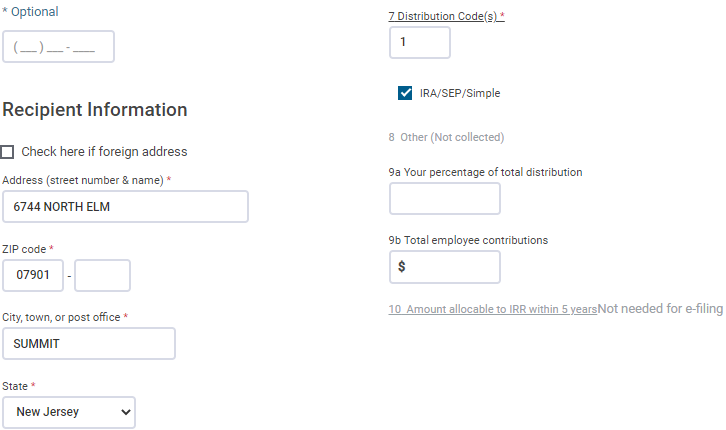 * Optional
(__)__-___
Recipient Information
Check here if foreign address
Address (street number & name) *
6744 NORTH ELM
ZIP code *
07901 -
City, town, or post office *
SUMMIT
State *
New Jersey
7 Distribution Code(s) *
1
IRA/SEP/Simple
8 Other (Not collected)
9a Your percentage of total distribution
9b Total employee contributions
$
10 Amount allocable to IRR within 5 yearsNot needed for e-filing